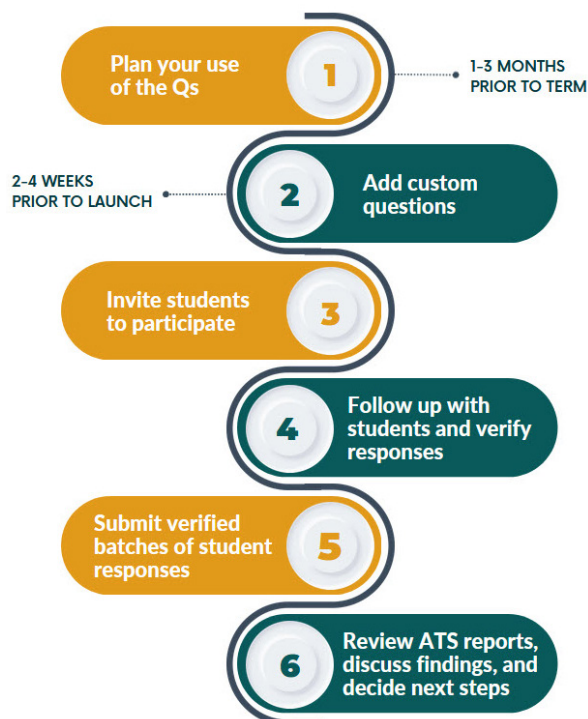 Plan your use
of the Qs
1
1-3 MONTHS
PRIOR TO TERM
2-4 WEEKS
PRIOR TO LAUNCH
2
Add custom
questions
Invite students
to participate
3
4
Follow up with
students and verify
responses
Submit verified
batches of student
responses
5
6
Review ATS reports,
discuss findings, and
decide next steps